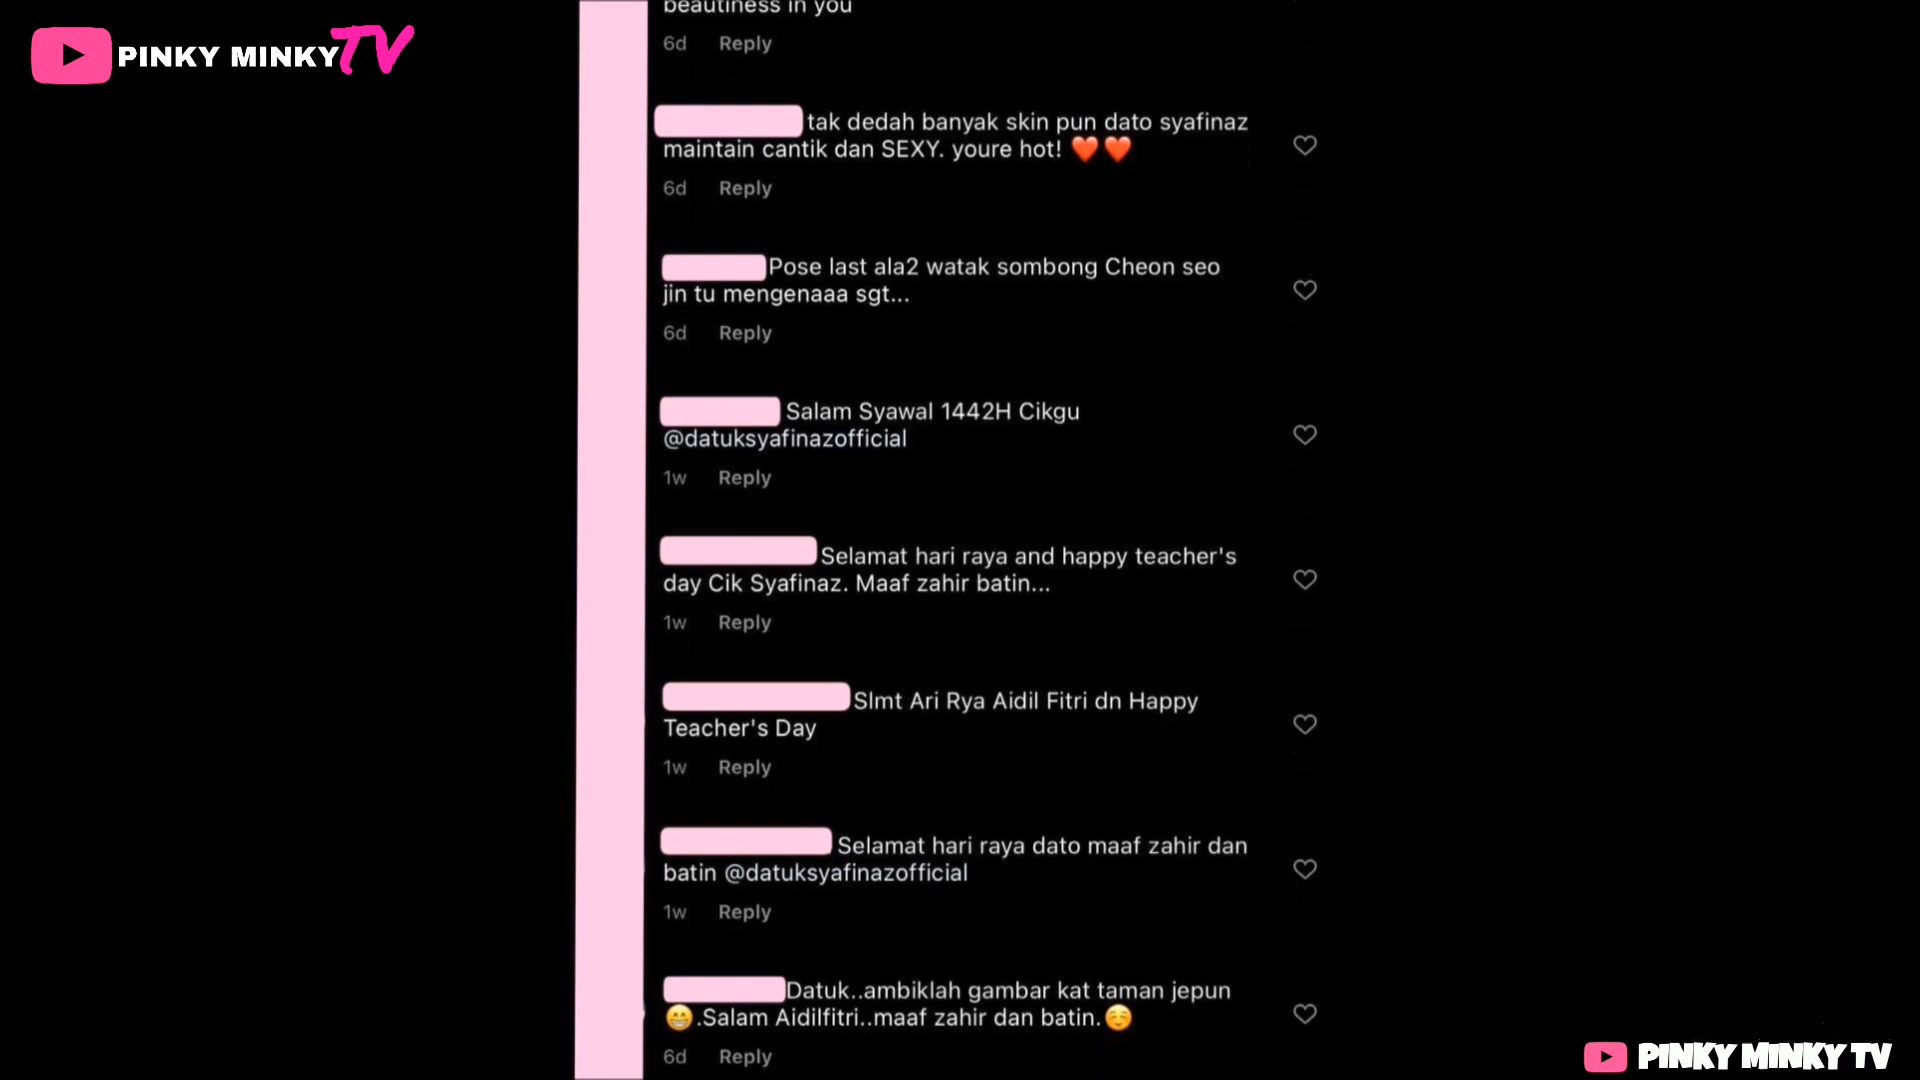 PINKY MINKY TV
beautiness in you
6d Reply
tak dedah banyak skin pun dato syafinaz
maintain cantik dan SEXY. youre hot! ❤️❤️
6d Reply
Pose last ala2 watak sombong Cheon seo
jin tu mengenaaa sgt...
6d Reply
Salam Syawal 1442H Cikgu
@datuksyafinazofficial
1w Reply
Selamat hari raya and happy teacher's
day Cik Syafinaz. Maaf zahir batin...
1w Reply
Slmt Ari Rya Aidil Fitri dn Happy
Teacher's Day
1w Reply
Selamat hari raya dato maaf zahir dan
batin @datuksyafinazofficial
1w Reply
Datuk..ambiklah gambar kat taman jepun
😁.Salam Aidilfitri..maaf zahir dan batin.☺️
6d Reply
PINKY MINKY TV